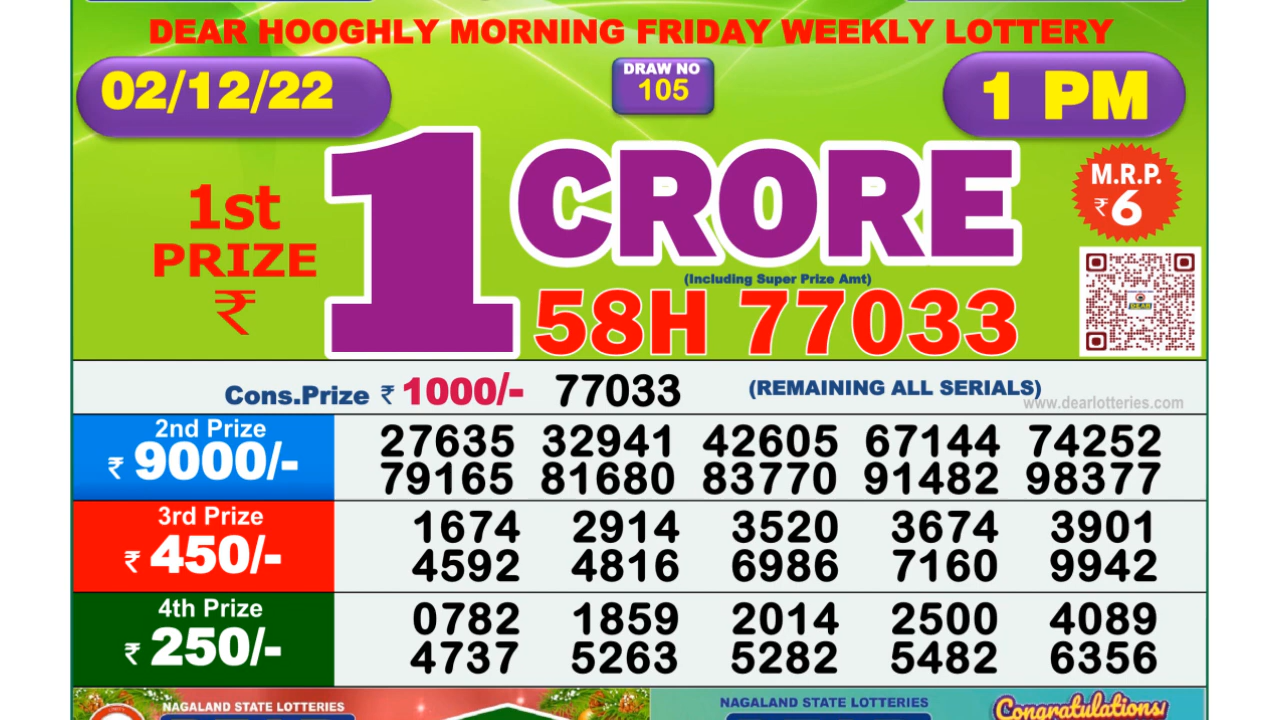 DEAR HOOGHLY MORNING FRIDAY WEEKLY LOTTERY
02/12/22
DRAW NO
105
1 PM
1st
PRIZE
₹
1 CRORE
(Including Super Prize Amt)
58H 77033
M.R.P.
₹6
Cons.Prize ₹ 1000/- 77033 (REMAINING ALL SERIALS)
www.dearlotteries.com
2nd Prize
₹ 9000/-
27635 32941 42605 67144 74252
79165 81680 83770 91482 98377
3rd Prize
₹ 450/-
1674 2914 3520 3674 3901
4592 4816 6986 7160 9942
4th Prize
₹ 250/-
0782 1859 2014 2500 4089
4737 5263 5282 5482 6356
NAGALAND STATE LOTTERIES
NAGALAND STATE LOTTERIES
Congratulations